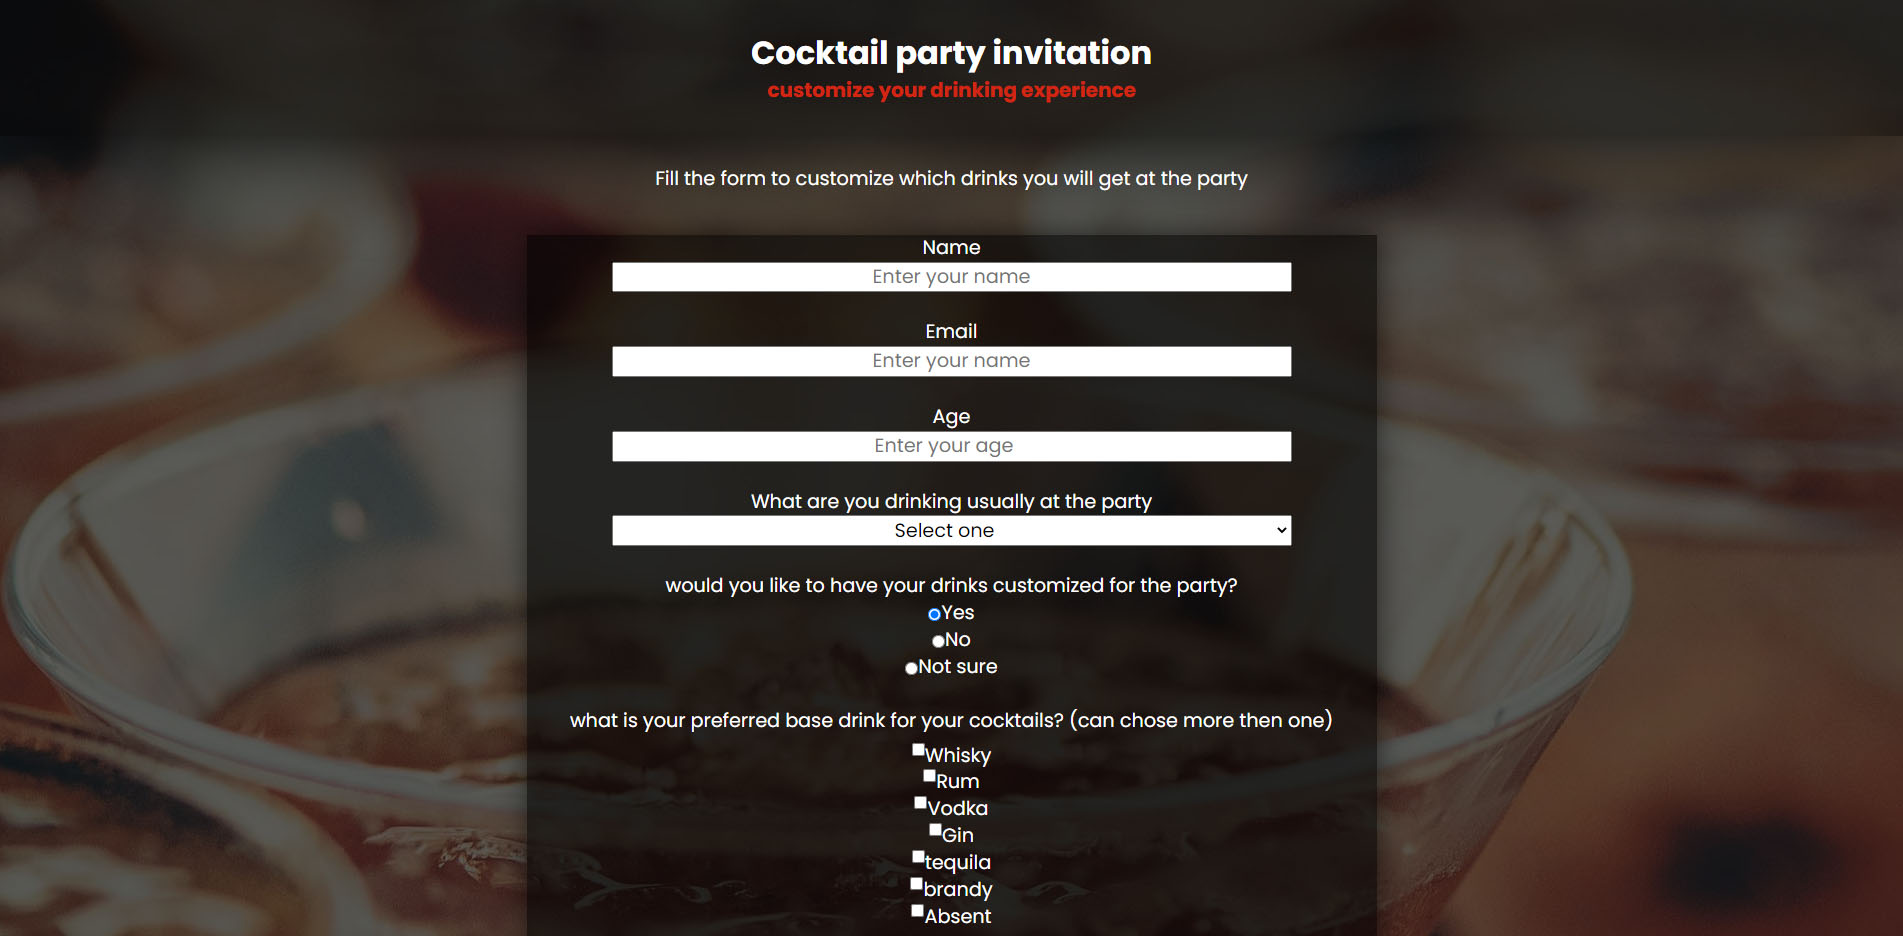 Cocktail party invitation
customize your drinking experience
Fill the form to customize which drinks you will get at the party
Name
Enter your name
Email
Enter your name
Age
Enter your age
What are you drinking usually at the party
Select one
would you like to have your drinks customized for the party?
Yes
No
Not sure
what is your preferred base drink for your cocktails? (can chose more then one)
Whisky
Rum
Vodka
Gin
tequila
brandy
Absent